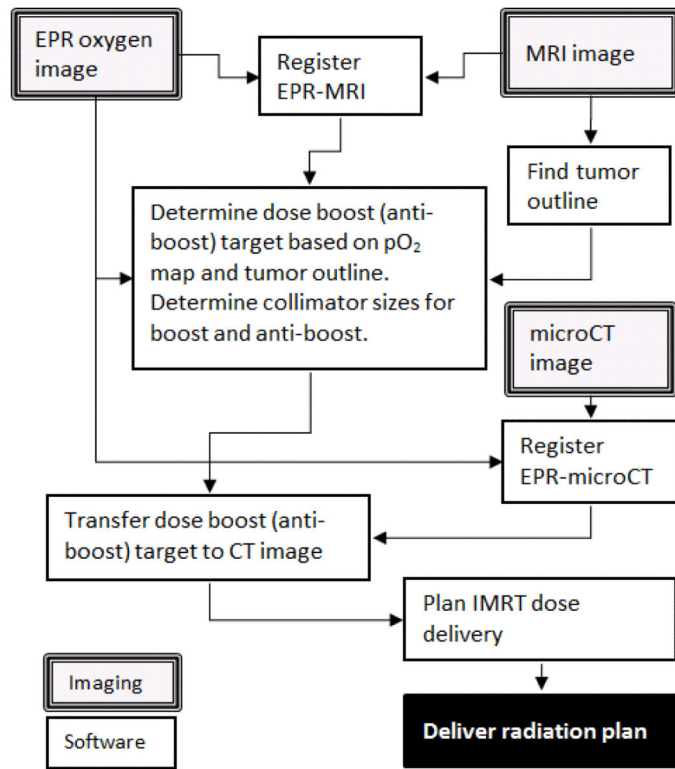 EPR oxygen
image
Register
EPR-MRI
MRI image
Find tumor
outline
Determine dose boost (anti-
boost) target based on pO₂
map and tumor outline.
Determine collimator sizes for
boost and anti-boost.
microCT
image
Register
EPR-microCT
Transfer dose boost (anti-
boost) target to CT image
Plan IMRT dose
delivery
Deliver radiation plan
Imaging
Software